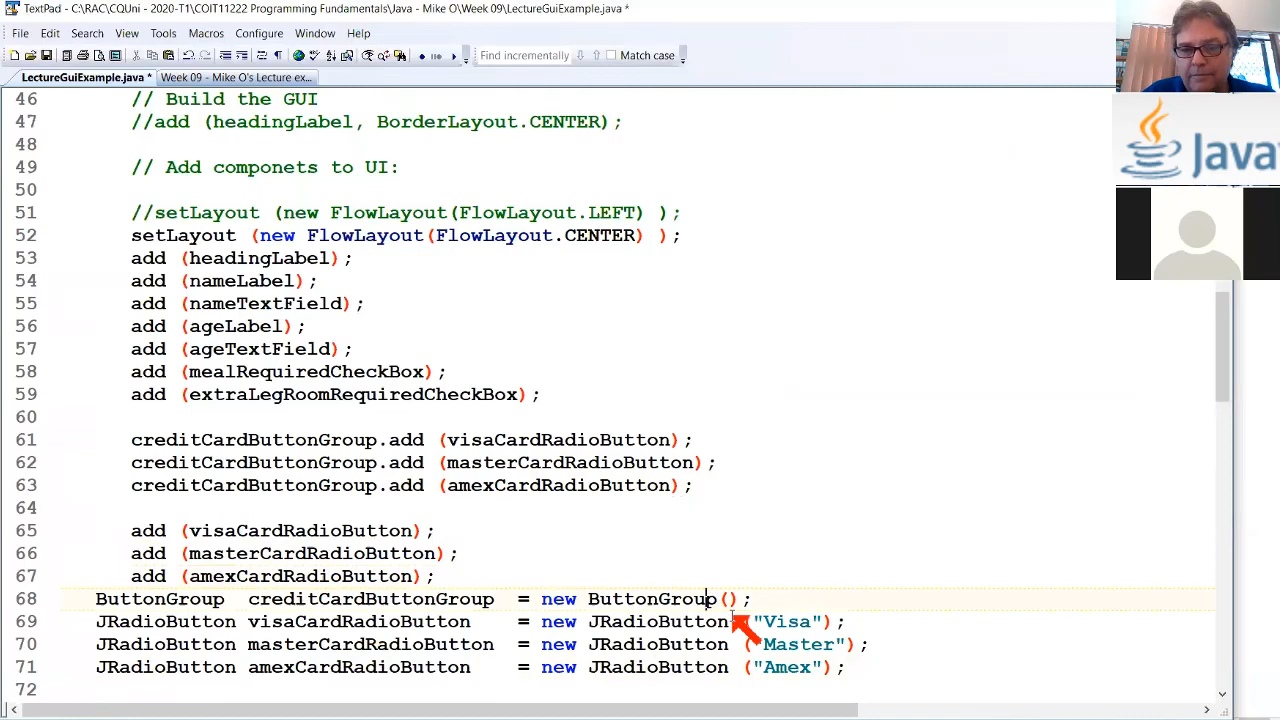 TextPad - C:\RAC\CQUni - 2020-T1\COIT11222 Programming Fundamentals\Java - Mike O\Week 09\LectureGuiExample.java *
File Edit Search View Tools Macros Configure Window Help
Find incrementally Match case
LectureGuiExample.java * Week 09 - Mike O's Lecture ex...
46 // Build the GUI
47 //add (headingLabel, BorderLayout.CENTER);
48
49 // Add componets to UI:
50
51 //setLayout (new FlowLayout(FlowLayout.LEFT) );
52 setLayout (new FlowLayout(FlowLayout.CENTER) );
53 add (headingLabel);
54 add (nameLabel);
55 add (nameTextField);
56 add (ageLabel);
57 add (ageTextField);
58 add (mealRequiredCheckBox);
59 add (extraLegRoomRequiredCheckBox);
60
61 creditCardButtonGroup.add (visaCardRadioButton);
62 creditCardButtonGroup.add (masterCardRadioButton);
63 creditCardButtonGroup.add (amexCardRadioButton);
64
65 add (visaCardRadioButton);
66 add (masterCardRadioButton);
67 add (amexCardRadioButton);
68 ButtonGroup creditCardButtonGroup = new ButtonGroup();
69 JRadioButton visaCardRadioButton = new JRadioButton ("Visa");
70 JRadioButton masterCardRadioButton = new JRadioButton ("Master");
71 JRadioButton amexCardRadioButton = new JRadioButton ("Amex");
72
Java